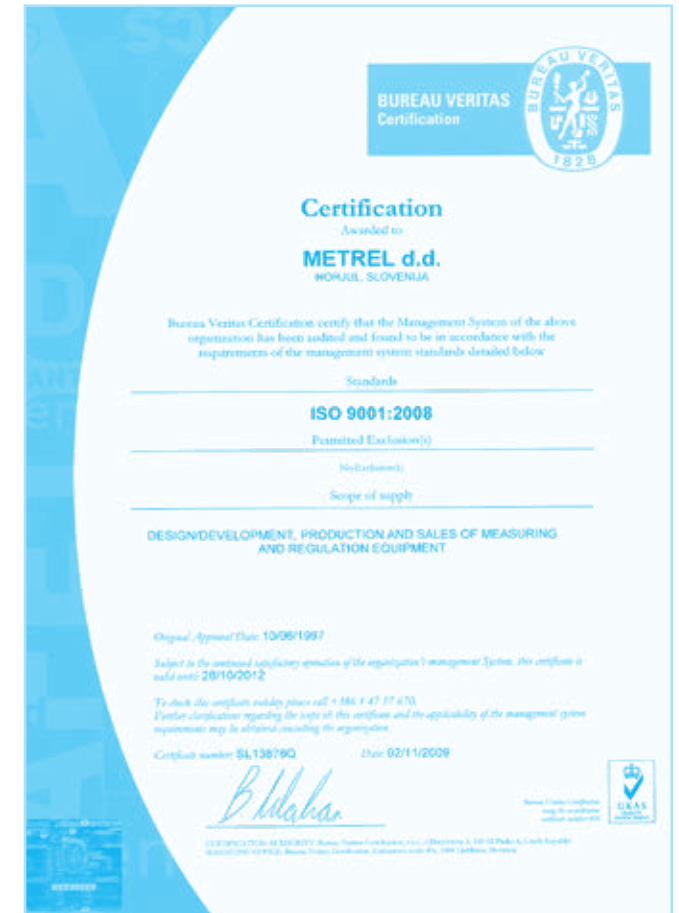 BUREAU VERITAS
Certification
BUREAU VERITAS
1828
Certification
Awarded to
METREL d.d.
HORJUL, SLOVENIJA
Bureau Veritas Certification certify that the Management System of the above
organization has been audited and found to be in accordance with the
requirements of the management system standards detailed below
Standards
ISO 9001:2008
Permitted Exclusion(s)
Scope of supply
DESIGN/DEVELOPMENT, PRODUCTION AND SALES OF MEASURING
AND REGULATION EQUIPMENT
Original Approval Date: 10/06/1997
Subject to the continued satisfactory operation of the organization's management System, this certificate is
valid until: 28/10/2012
To check this certificate validity please call + 386 1 47 57 670,
Further clarifications regarding the scope of this certificate and the applicability of the management system
requirements may be obtained consulting the organization
Certificate number: SL13876Q Date: 02/11/2009
UKAS